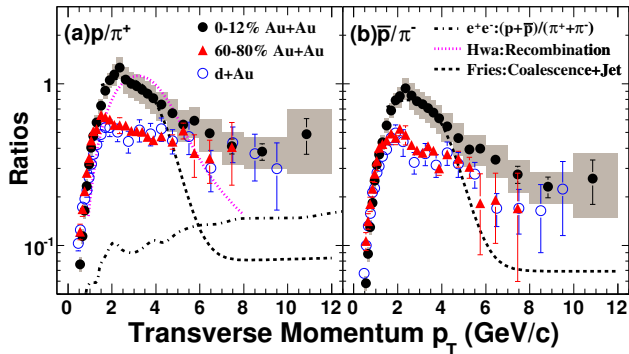 (a) p/π⁺
0-12% Au+Au
60-80% Au+Au
d+Au
(b) p̅/π⁻
e⁺e⁻:(p+p̅)/(π⁺+π⁻)
Hwa:Recombination
Fries:Coalescence+Jet
Ratios
1
10⁻¹
0 2 4 6 8 10 12 0 2 4 6 8 10 12
Transverse Momentum p_T (GeV/c)